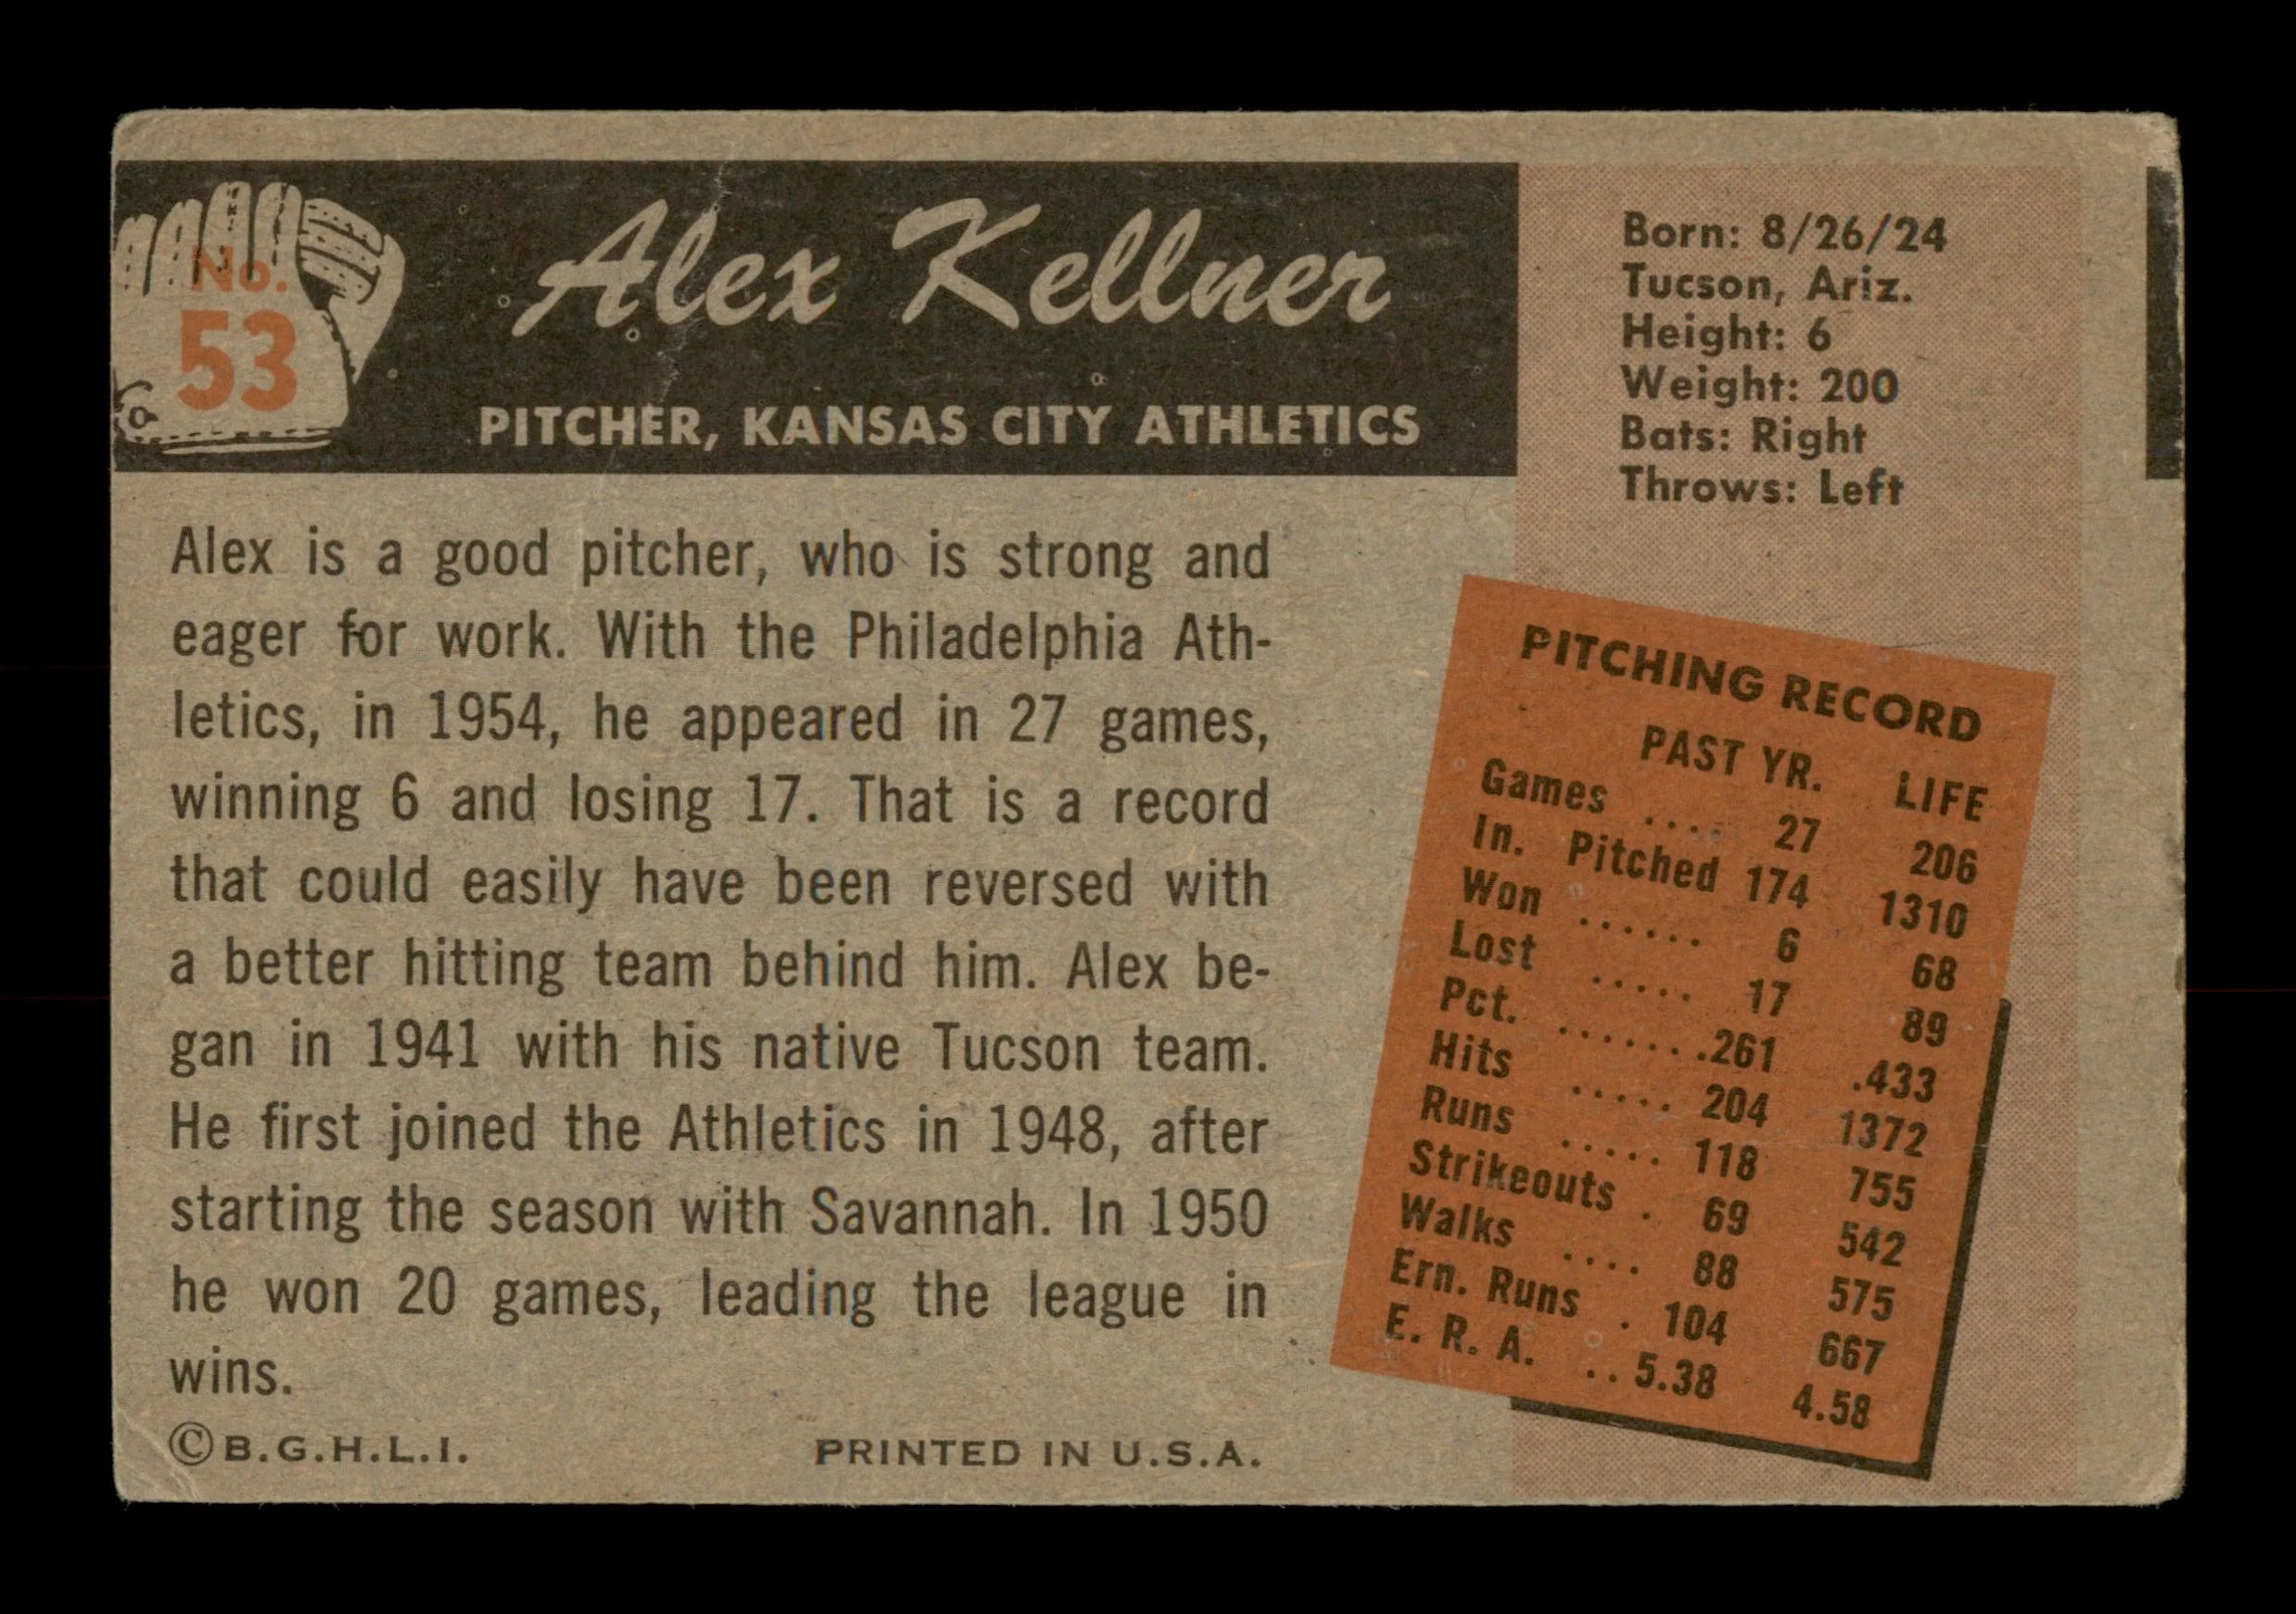 No.
53
Alex Kellner
PITCHER, KANSAS CITY ATHLETICS
Born: 8/26/24
Tucson, Ariz.
Height: 6
Weight: 200
Bats: Right
Throws: Left
Alex is a good pitcher, who is strong and
eager for work. With the Philadelphia Ath-
letics, in 1954, he appeared in 27 games,
winning 6 and losing 17. That is a record
that could easily have been reversed with
a better hitting team behind him. Alex be-
gan in 1941 with his native Tucson team.
He first joined the Athletics in 1948, after
starting the season with Savannah. In 1950
he won 20 games, leading the league in
wins.
©B.G.H.L.I. PRINTED IN U.S.A.
PITCHING RECORD
PAST YR. LIFE
Games .... 27 206
In. Pitched 174 1310
Won ...... 6 68
Lost ..... 17 89
Pct. .......261 .433
Hits ..... 204 1372
Runs ..... 118 755
Strikeouts . 69 542
Walks .... 88 575
Ern. Runs . 104 667
E. R. A. ..5.38 4.58